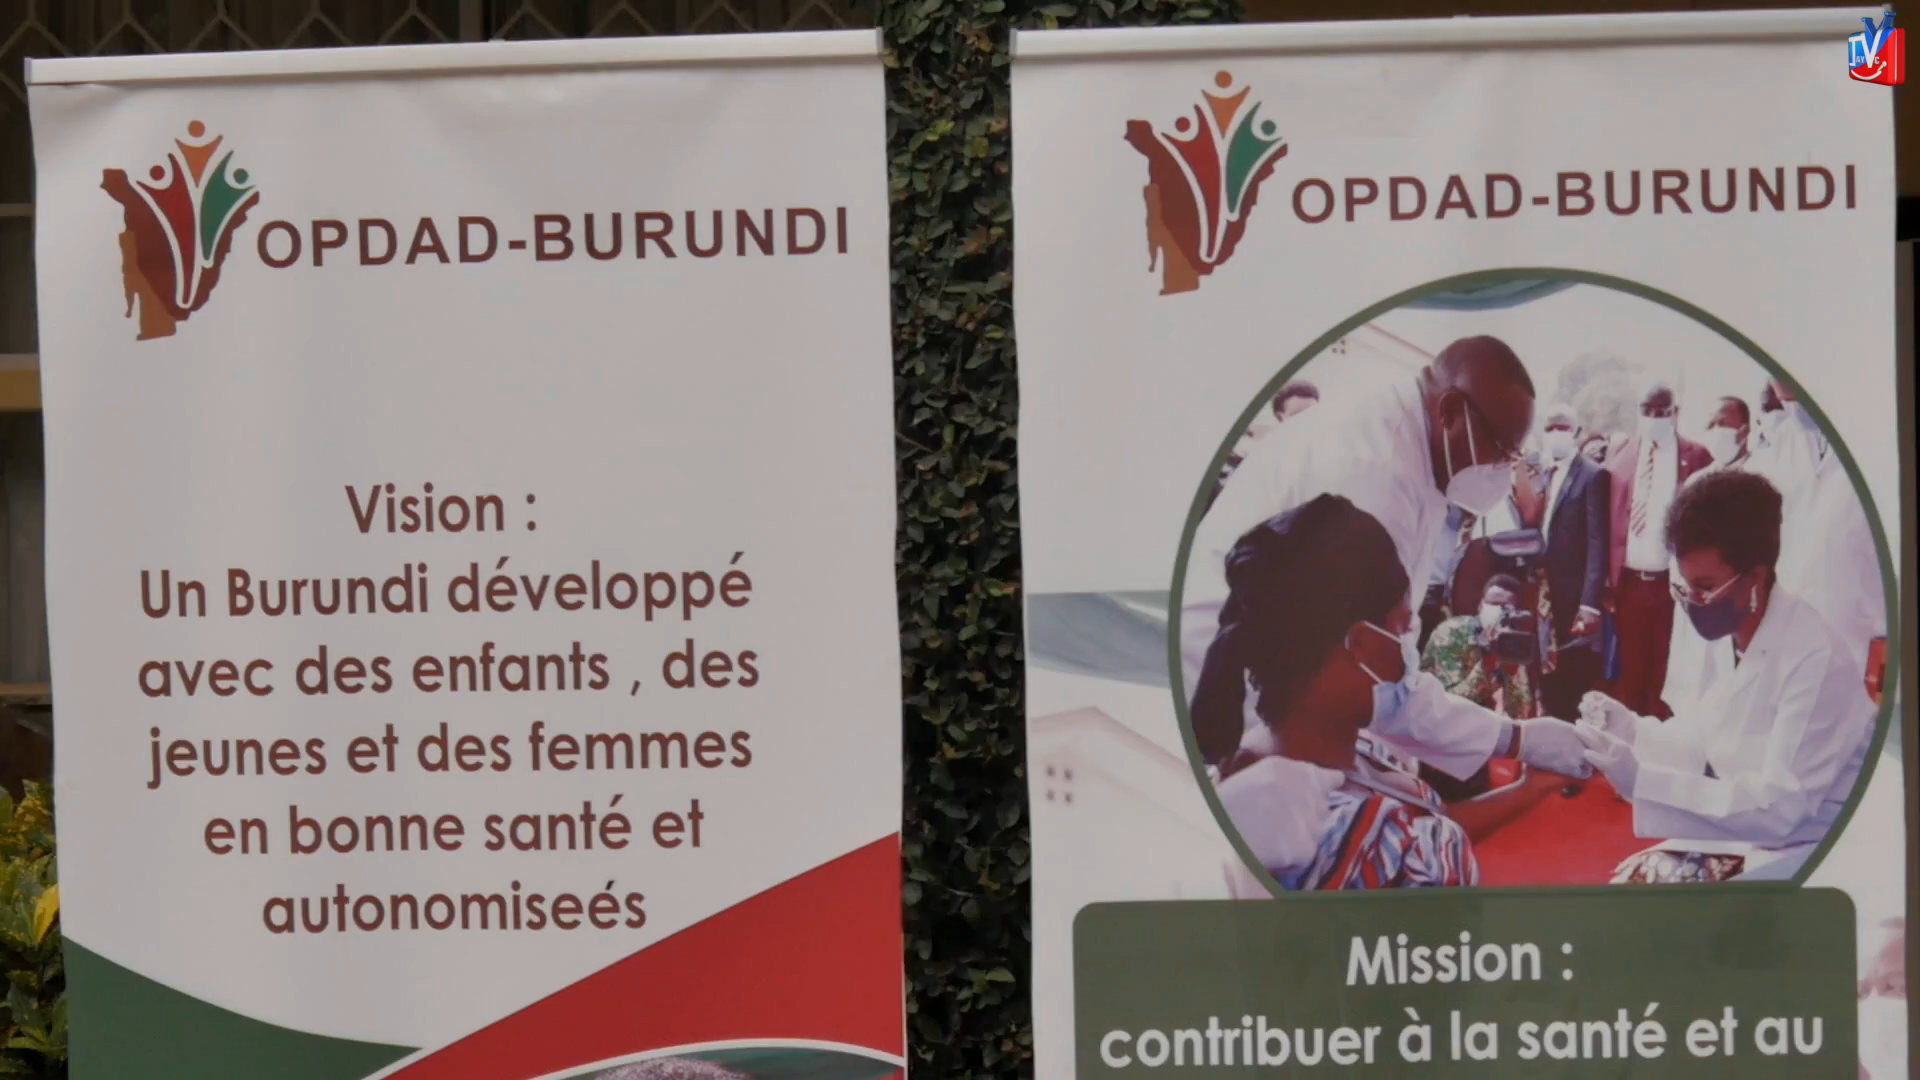 OPDAD-BURUNDI
Vision :
Un Burundi développé
avec des enfants , des
jeunes et des femmes
en bonne santé et
autonomiseés
OPDAD-BURUNDI
Mission :
contribuer à la santé et au